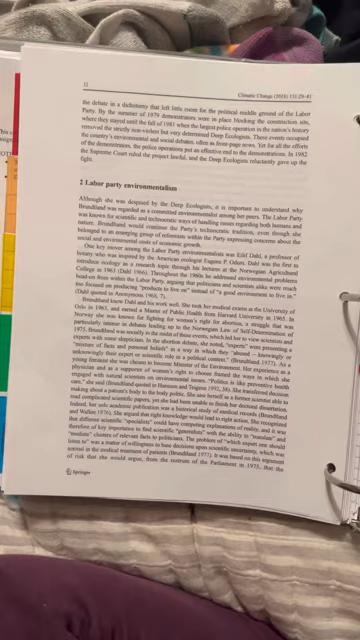 32
Climatic Change (2018) 151:29–41
the debate in a dichotomy that left little room for the political middle ground of the Labor
Party. By the summer of 1979 demonstrators were in place blocking the construction site,
where they stayed until the fall of 1981 when the largest police operation in the nation's history
removed the strictly non-violent but very determined Deep Ecologists. These events occupied
the country's environmental and social debates, often as front-page news. Yet for all the efforts
of the demonstrators, the police operations put an effective end to the demonstrations. In 1982
the Supreme Court ruled the project lawful, and the Deep Ecologists reluctantly gave up the
fight.
2 Labor party environmentalism
Although she was despised by the Deep Ecologists, it is important to understand why
Brundtland was regarded as a committed environmentalist among her peers. The Labor Party
was known for scientific and technocratic ways of handling issues regarding both humans and
nature. Brundtland would continue the Party's technocratic tradition, even though she
belonged to an emerging group of reformists within the Party expressing concerns about the
social and environmental costs of economic growth.
One key mover among the Labor Party environmentalists was Eilif Dahl, a professor of
botany who was inspired by the American ecologist Eugene P. Odum. Dahl was the first to
introduce ecology as a research topic through his lectures at the Norwegian Agricultural
College in 1963 (Dahl 1966). Throughout the 1960s he addressed environmental problems
head-on from within the Labor Party, arguing that politicians and scientists alike were much
too focused on producing "products to live on" instead of "a good environment to live in."
(Dahl quoted in Anonymous 1969, 7).
Brundtland knew Dahl and his work well. She took her medical exams at the University of
Oslo in 1963, and earned a Master of Public Health from Harvard University in 1965. In
Norway she was known for fighting for women's right for abortion, a struggle that was
particularly intense in debates leading up to the Norwegian Law of Self-Determination of
1975. Brundtland was socially in the midst of these events, which led her to view scientists and
experts with some skepticism. In the abortion debate, she noted, "experts" were presenting a
"mixture of facts and personal beliefs" in a way in which they "abused – knowingly or
unknowingly their expert or scientific role in a political context." (Brundtland 1977). As a
young feminist she was chosen to become Minister of the Environment. Her experience as a
physician and as a supporter of women's right to choose framed the ways in which she
engaged with natural scientists on environmental issues. "Politics is like preventive health
care," she said (Brundtland quoted in Hansson and Teigene 1992, 38). She transferred decision
making about a patient's body to the body politic. She saw herself as a former scientist able to
read complicated scientific papers, yet she had been unable to finish her doctoral dissertation.
Indeed, her sole academic publication was a historical study of medical records (Brundtland
and Walløe 1976). She argued that right knowledge would lead to right action. She recognized
that different scientific "specialists" could have competing explanations of reality, and it was
therefore of key importance to find scientific "generalists" with the ability to "translate" and
"mediate" clusters of relevant facts to politicians. The problem of "which expert one should
listen to" was a matter of willingness to base decisions upon scientific uncertainty, which was
normal in the medical treatment of patients (Brundtland 1977). It was based on this argument
of risk that she would argue, from the rostrum of the Parliament in 1975, that the
Springer